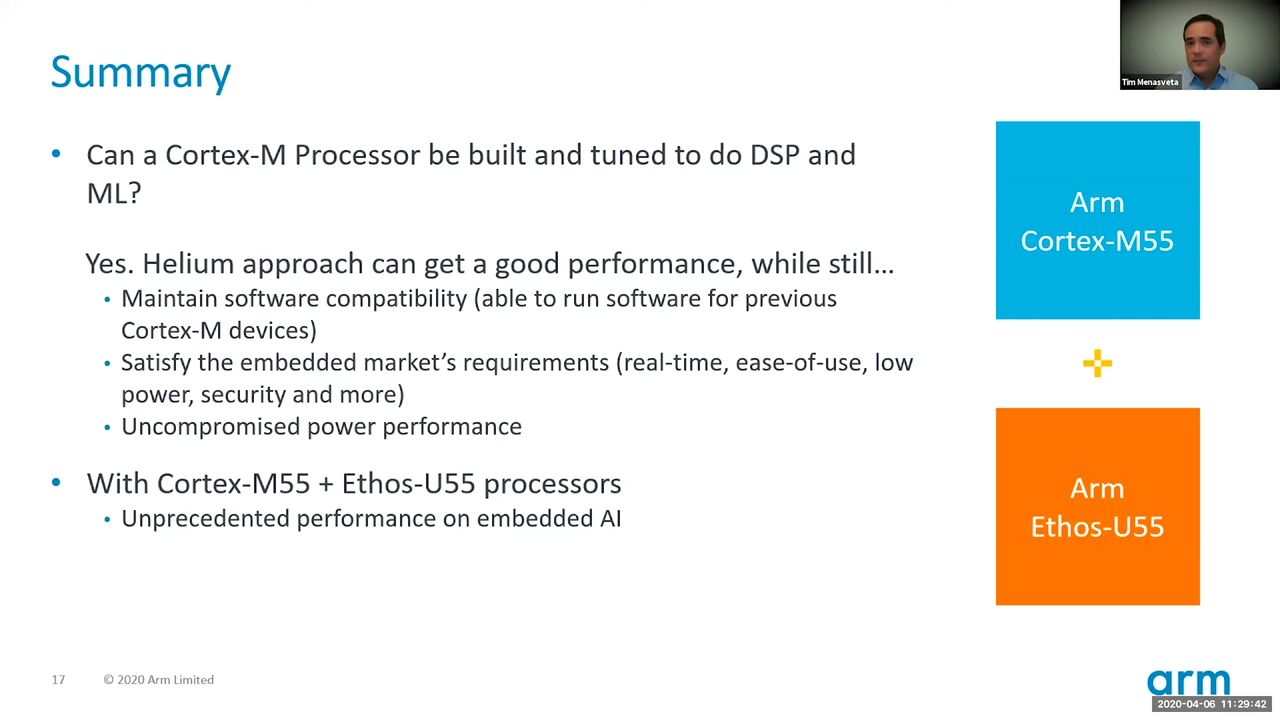 Summary
Tim Menasveta
• Can a Cortex-M Processor be built and tuned to do DSP and
ML?
Yes. Helium approach can get a good performance, while still...
• Maintain software compatibility (able to run software for previous
Cortex-M devices)
• Satisfy the embedded market's requirements (real-time, ease-of-use, low
power, security and more)
• Uncompromised power performance
• With Cortex-M55 + Ethos-U55 processors
• Unprecedented performance on embedded AI
Arm
Cortex-M55
Arm
Ethos-U55
17 © 2020 Arm Limited
arm
2020-04-06 11:29:42